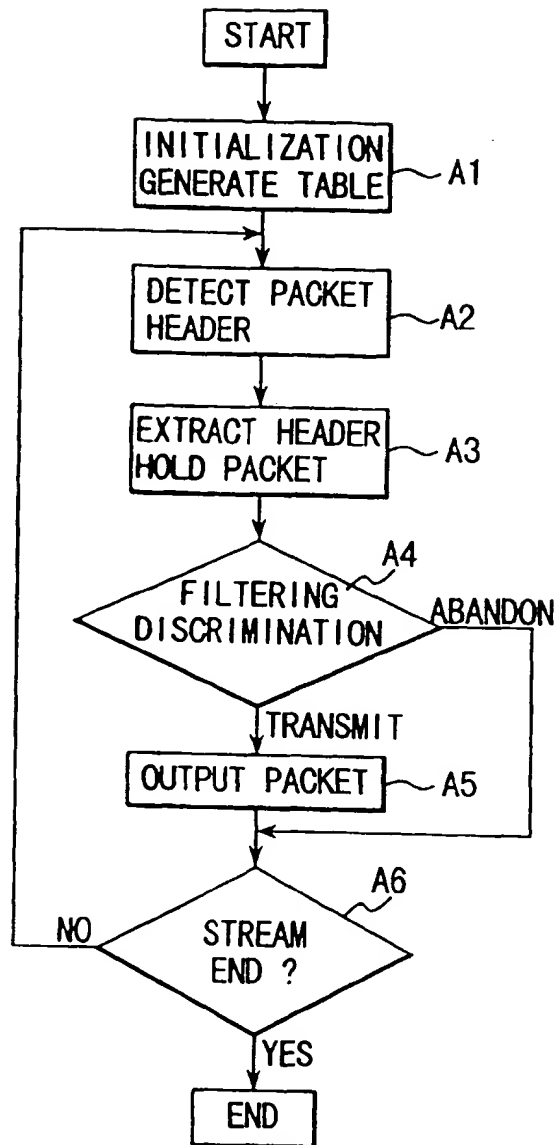 START
INITIALIZATION
GENERATE TABLE
A1
DETECT PACKET
HEADER
A2
EXTRACT HEADER
HOLD PACKET
A3
A4
FILTERING
DISCRIMINATION
ABANDON
TRANSMIT
OUTPUT PACKET
A5
A6
NO
STREAM
END ?
YES
END